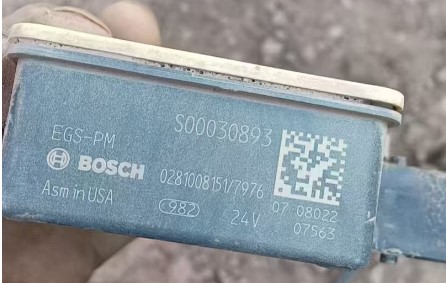 EGS-PM
S00030893
BOSCH
0281008151/7976
Asm in USA
982
24V
07 08022
07563